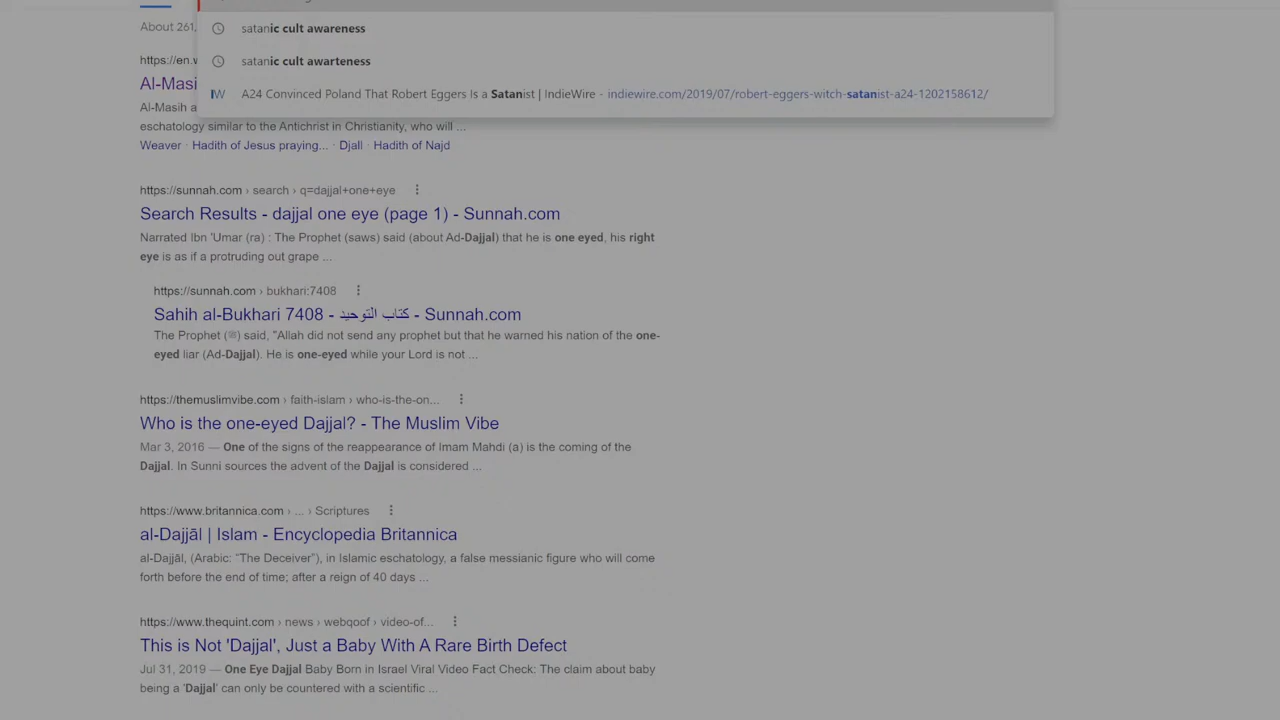 About 261,
satanic cult awareness
satanic cult awarteness
https://en.w
A24 Convinced Poland That Robert Eggers Is a Satanist | IndieWire - indiewire.com/2019/07/robert-eggers-witch-satanist-a24-1202158612/
Al-Masi
Al-Masih a
eschatology similar to the Antichrist in Christianity, who will ...
Weaver · Hadith of Jesus praying... · Djall · Hadith of Najd
https://sunnah.com › search › q=dajjal+one+eye
Search Results - dajjal one eye (page 1) - Sunnah.com
Narrated Ibn 'Umar (ra) : The Prophet (saws) said (about Ad-Dajjal) that he is one eyed, his right
eye is as if a protruding out grape ...
https://sunnah.com › bukhari:7408
Sahih al-Bukhari 7408 - كتاب التوحيد - Sunnah.com
The Prophet (ﷺ) said, "Allah did not send any prophet but that he warned his nation of the one-
eyed liar (Ad-Dajjal). He is one-eyed while your Lord is not ...
https://themuslimvibe.com › faith-islam › who-is-the-on...
Who is the one-eyed Dajjal? - The Muslim Vibe
Mar 3, 2016 — One of the signs of the reappearance of Imam Mahdi (a) is the coming of the
Dajjal. In Sunni sources the advent of the Dajjal is considered ...
https://www.britannica.com › ... › Scriptures
al-Dajjāl | Islam - Encyclopedia Britannica
al-Dajjāl, (Arabic: "The Deceiver"), in Islamic eschatology, a false messianic figure who will come
forth before the end of time; after a reign of 40 days ...
https://www.thequint.com › news › webqoof › video-of...
This is Not 'Dajjal', Just a Baby With A Rare Birth Defect
Jul 31, 2019 — One Eye Dajjal Baby Born in Israel Viral Video Fact Check: The claim about baby
being a 'Dajjal' can only be countered with a scientific ...